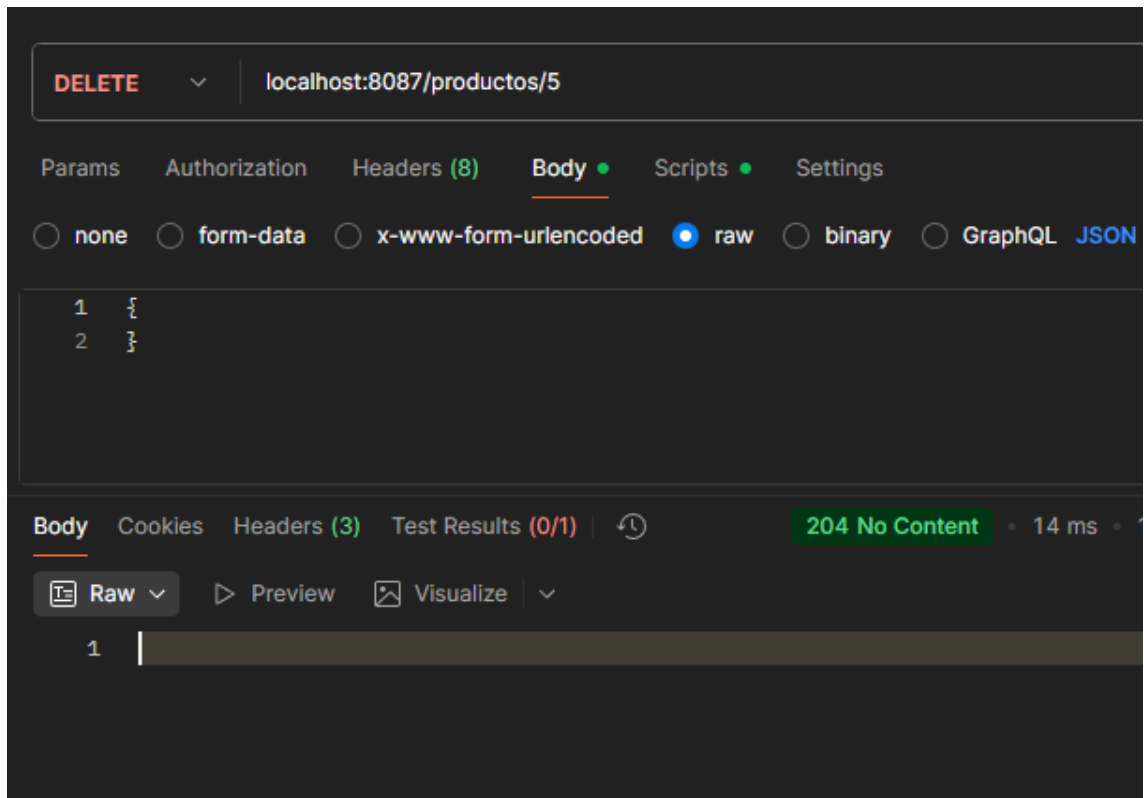 DELETE localhost:8087/productos/5
Params Authorization Headers (8) Body Scripts Settings
none form-data x-www-form-urlencoded raw binary GraphQL JSON
1 {
2 }
Body Cookies Headers (3) Test Results (0/1) 204 No Content • 14 ms •
Raw Preview Visualize
1